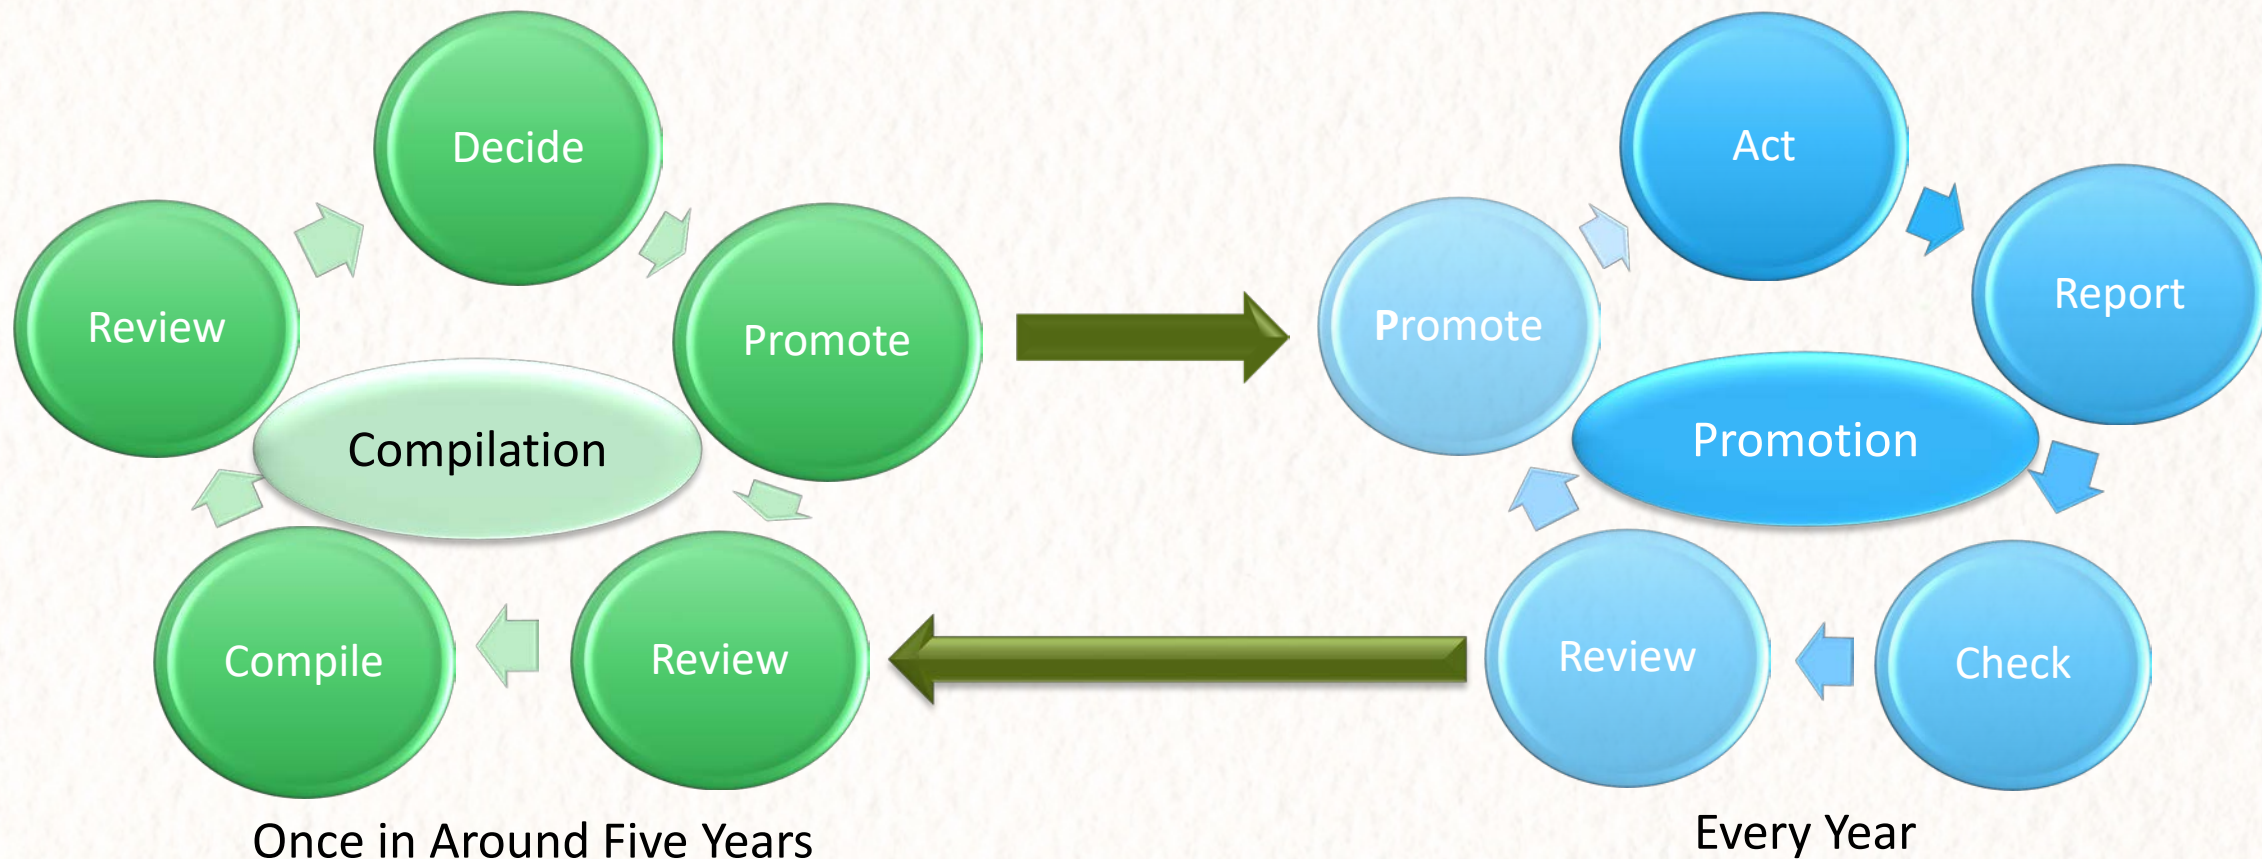 Decide
Review
Promote
Compilation
Compile
Review
Once in Around Five Years
Act
Promote
Report
Promotion
Review
Check
Every Year